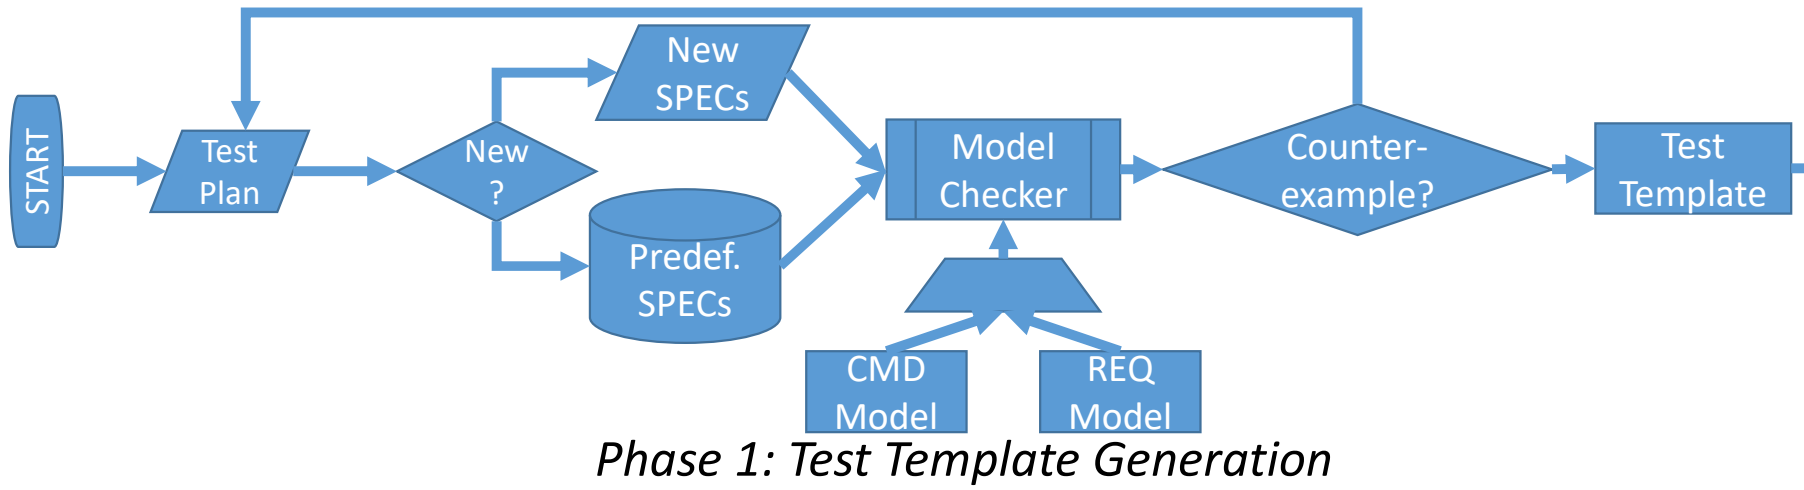 START
Test
Plan
New
?
New
SPECs
Predef.
SPECs
Model
Checker
CMD
Model
REQ
Model
Counter-
example?
Test
Template
Phase 1: Test Template Generation